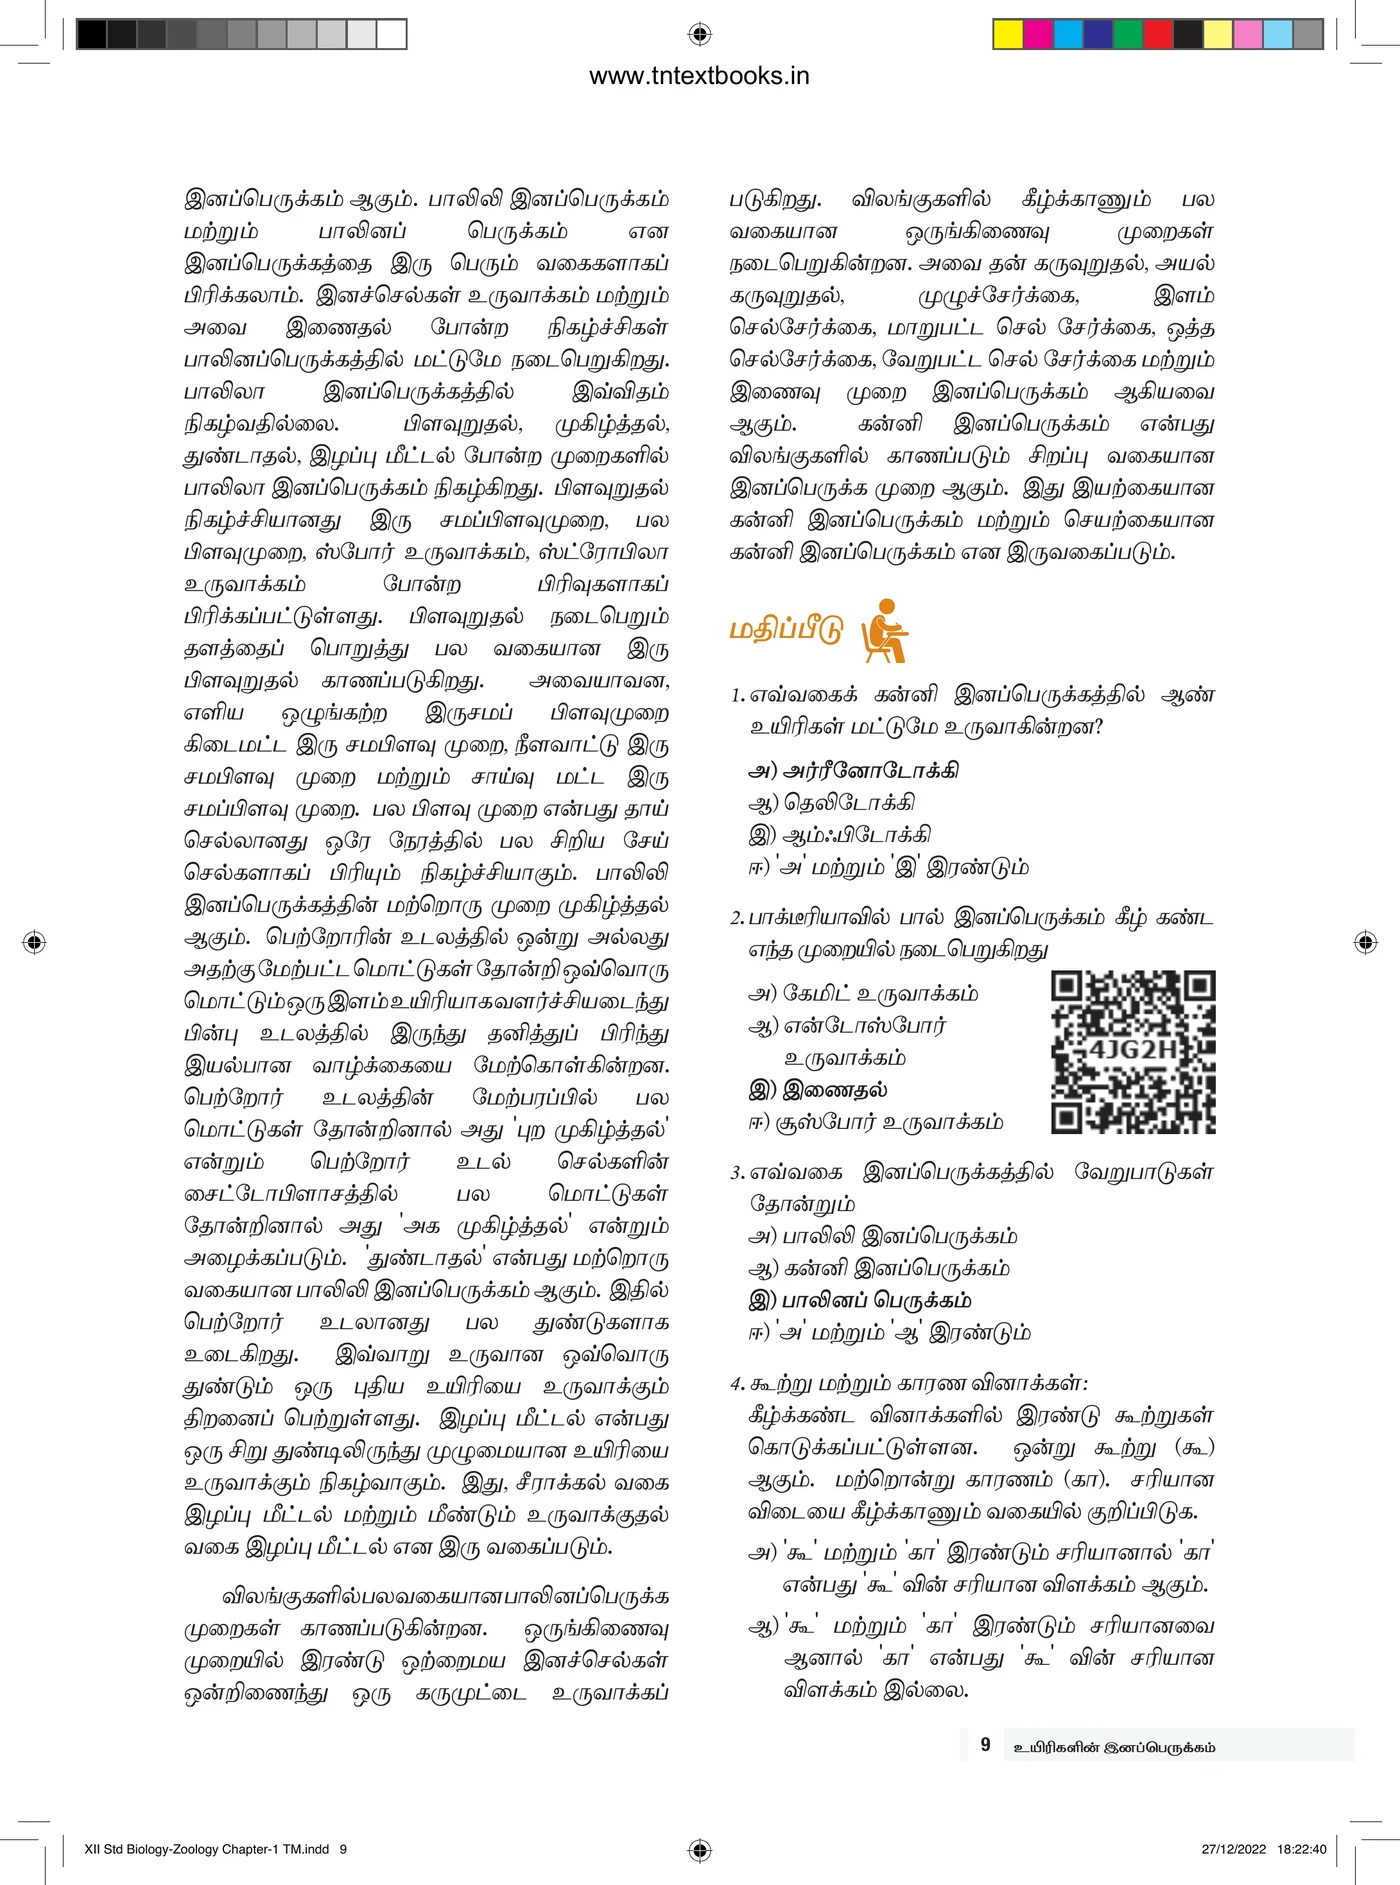 www.tntextbooks.in
இனப்பெருக்கம் ஆகும். பாலிலி இனப்பெருக்கம்
மற்றும் பாலினப் பெருக்கம் என
இனப்பெருக்கத்தை இரு பெரும் வகைகளாகப்
பிரிக்கலாம். இனச்செல்கள் உருவாக்கம் மற்றும்
அவை இணைதல் போன்ற நிகழ்ச்சிகள்
பாலினப்பெருக்கத்தில் மட்டுமே நடைபெறுகிறது.
பாலிலா இனப்பெருக்கத்தில் இவ்விதம்
நிகழ்வதில்லை. பிளவுறுதல், முகிழ்த்தல்,
துண்டாதல், இழப்பு மீட்டல் போன்ற முறைகளில்
பாலிலா இனப்பெருக்கம் நிகழ்கிறது. பிளவுறுதல்
நிகழ்ச்சியானது இரு சமப்பிளவுமுறை, பல
பிளவுமுறை, ஸ்போர் உருவாக்கம், ஸ்ட்ரோபிலா
உருவாக்கம் போன்ற பிரிவுகளாகப்
பிரிக்கப்பட்டுள்ளது. பிளவுறுதல் நடைபெறும்
தளத்தைப் பொறுத்து பல வகையான இரு
பிளவுறுதல் காணப்படுகிறது. அவையாவன,
எளிய ஒழுங்கற்ற இருசமப் பிளவுமுறை
கிடைமட்ட இரு சமபிளவு முறை, நீளவாட்டு இரு
சமபிளவு முறை மற்றும் சாய்வு மட்ட இரு
சமப்பிளவு முறை. பல பிளவு முறை என்பது தாய்
செல்லானது ஒரே நேரத்தில் பல சிறிய சேய்
செல்களாகப் பிரியும் நிகழ்ச்சியாகும். பாலிலி
இனப்பெருக்கத்தின் மற்றொரு முறை முகிழ்த்தல்
ஆகும். பெற்றோரின் உடலத்தில் ஒன்று அல்லது
அதற்கு மேற்பட்ட மொட்டுகள் தோன்றி ஒவ்வொரு
மொட்டும் ஒரு இளம் உயிரியாக வளர்ச்சியடைந்து
பின்பு உடலத்தில் இருந்து தனித்துப் பிரிந்து
இயல்பான வாழ்க்கையை மேற்கொள்கின்றன.
பெற்றோர் உடலத்தின் மேற்பரப்பில் பல
மொட்டுகள் தோன்றினால் அது 'புற முகிழ்த்தல்'
என்றும் பெற்றோர் உடல் செல்களின்
சைட்டோபிளாசத்தில் பல மொட்டுகள்
தோன்றினால் அது 'அக முகிழ்த்தல்' என்றும்
அழைக்கப்படும். 'துண்டாதல்' என்பது மற்றொரு
வகையான பாலிலி இனப்பெருக்கம் ஆகும். இதில்
பெற்றோர் உடலானது பல துண்டுகளாக
உடைகிறது. இவ்வாறு உருவான ஒவ்வொரு
துண்டும் ஒரு புதிய உயிரியை உருவாக்கும்
திறனைப் பெற்றுள்ளது. இழப்பு மீட்டல் என்பது
ஒரு சிறு துண்டிலிருந்து முழுமையான உயிரியை
உருவாக்கும் நிகழ்வாகும். இது, சீராக்கல் வகை
இழப்பு மீட்டல் மற்றும் மீண்டும் உருவாக்குதல்
வகை இழப்பு மீட்டல் என இரு வகைப்படும்.
விலங்குகளில் பலவகையான பாலினப்பெருக்க
முறைகள் காணப்படுகின்றன. ஒருங்கிணைவு
முறையில் இரண்டு ஒற்றைமய இனச்செல்கள்
ஒன்றிணைந்து ஒரு கருமுட்டை உருவாக்கப்
படுகிறது. விலங்குகளில் கீழ்க்காணும் பல
வகையான ஒருங்கிணைவு முறைகள்
நடைபெறுகின்றன. அவை தன் கருவுறுதல், அயல்
கருவுறுதல், முழுச்சேர்க்கை, இளம்
செல்சேர்க்கை, மாறுபட்ட செல் சேர்க்கை, ஒத்த
செல்சேர்க்கை, வேறுபட்ட செல் சேர்க்கை மற்றும்
இணைவு முறை இனப்பெருக்கம் ஆகியவை
ஆகும். கன்னி இனப்பெருக்கம் என்பது
விலங்குகளில் காணப்படும் சிறப்பு வகையான
இனப்பெருக்க முறை ஆகும். இது இயற்கையான
கன்னி இனப்பெருக்கம் மற்றும் செயற்கையான
கன்னி இனப்பெருக்கம் என இருவகைப்படும்.
மதிப்பீடு
1. எவ்வகைக் கன்னி இனப்பெருக்கத்தில் ஆண்
உயிரிகள் மட்டுமே உருவாகின்றன?
அ) அர்ரீனோடோக்கி
ஆ) தெலிடோக்கி
இ) ஆம்ஃபிடோக்கி
ஈ) 'அ' மற்றும் 'இ' இரண்டும்
2. பாக்டீரியாவில் பால் இனப்பெருக்கம் கீழ் கண்ட
எந்த முறையில் நடைபெறுகிறது
அ) கேமிட் உருவாக்கம்
ஆ) என்டோஸ்போர்
உருவாக்கம்
இ) இணைதல்
ஈ) சூஸ்போர் உருவாக்கம்
4JG2H
3. எவ்வகை இனப்பெருக்கத்தில் வேறுபாடுகள்
தோன்றும்
அ) பாலிலி இனப்பெருக்கம்
ஆ) கன்னி இனப்பெருக்கம்
இ) பாலினப் பெருக்கம்
ஈ) 'அ' மற்றும் 'ஆ' இரண்டும்
4. கூற்று மற்றும் காரண வினாக்கள்:
கீழ்க்கண்ட வினாக்களில் இரண்டு கூற்றுகள்
கொடுக்கப்பட்டுள்ளன. ஒன்று கூற்று (கூ)
ஆகும். மற்றொன்று காரணம் (கா). சரியான
விடையை கீழ்க்காணும் வகையில் குறிப்பிடுக.
அ) 'கூ' மற்றும் 'கா' இரண்டும் சரியானால் 'கா'
என்பது 'கூ' வின் சரியான விளக்கம் ஆகும்.
ஆ) 'கூ' மற்றும் 'கா' இரண்டும் சரியானவை
ஆனால் 'கா' என்பது 'கூ' வின் சரியான
விளக்கம் இல்லை.
9 உயிரிகளின் இனப்பெருக்கம்
XII Std Biology-Zoology Chapter-1 TM.indd 9
27/12/2022 18:22:40